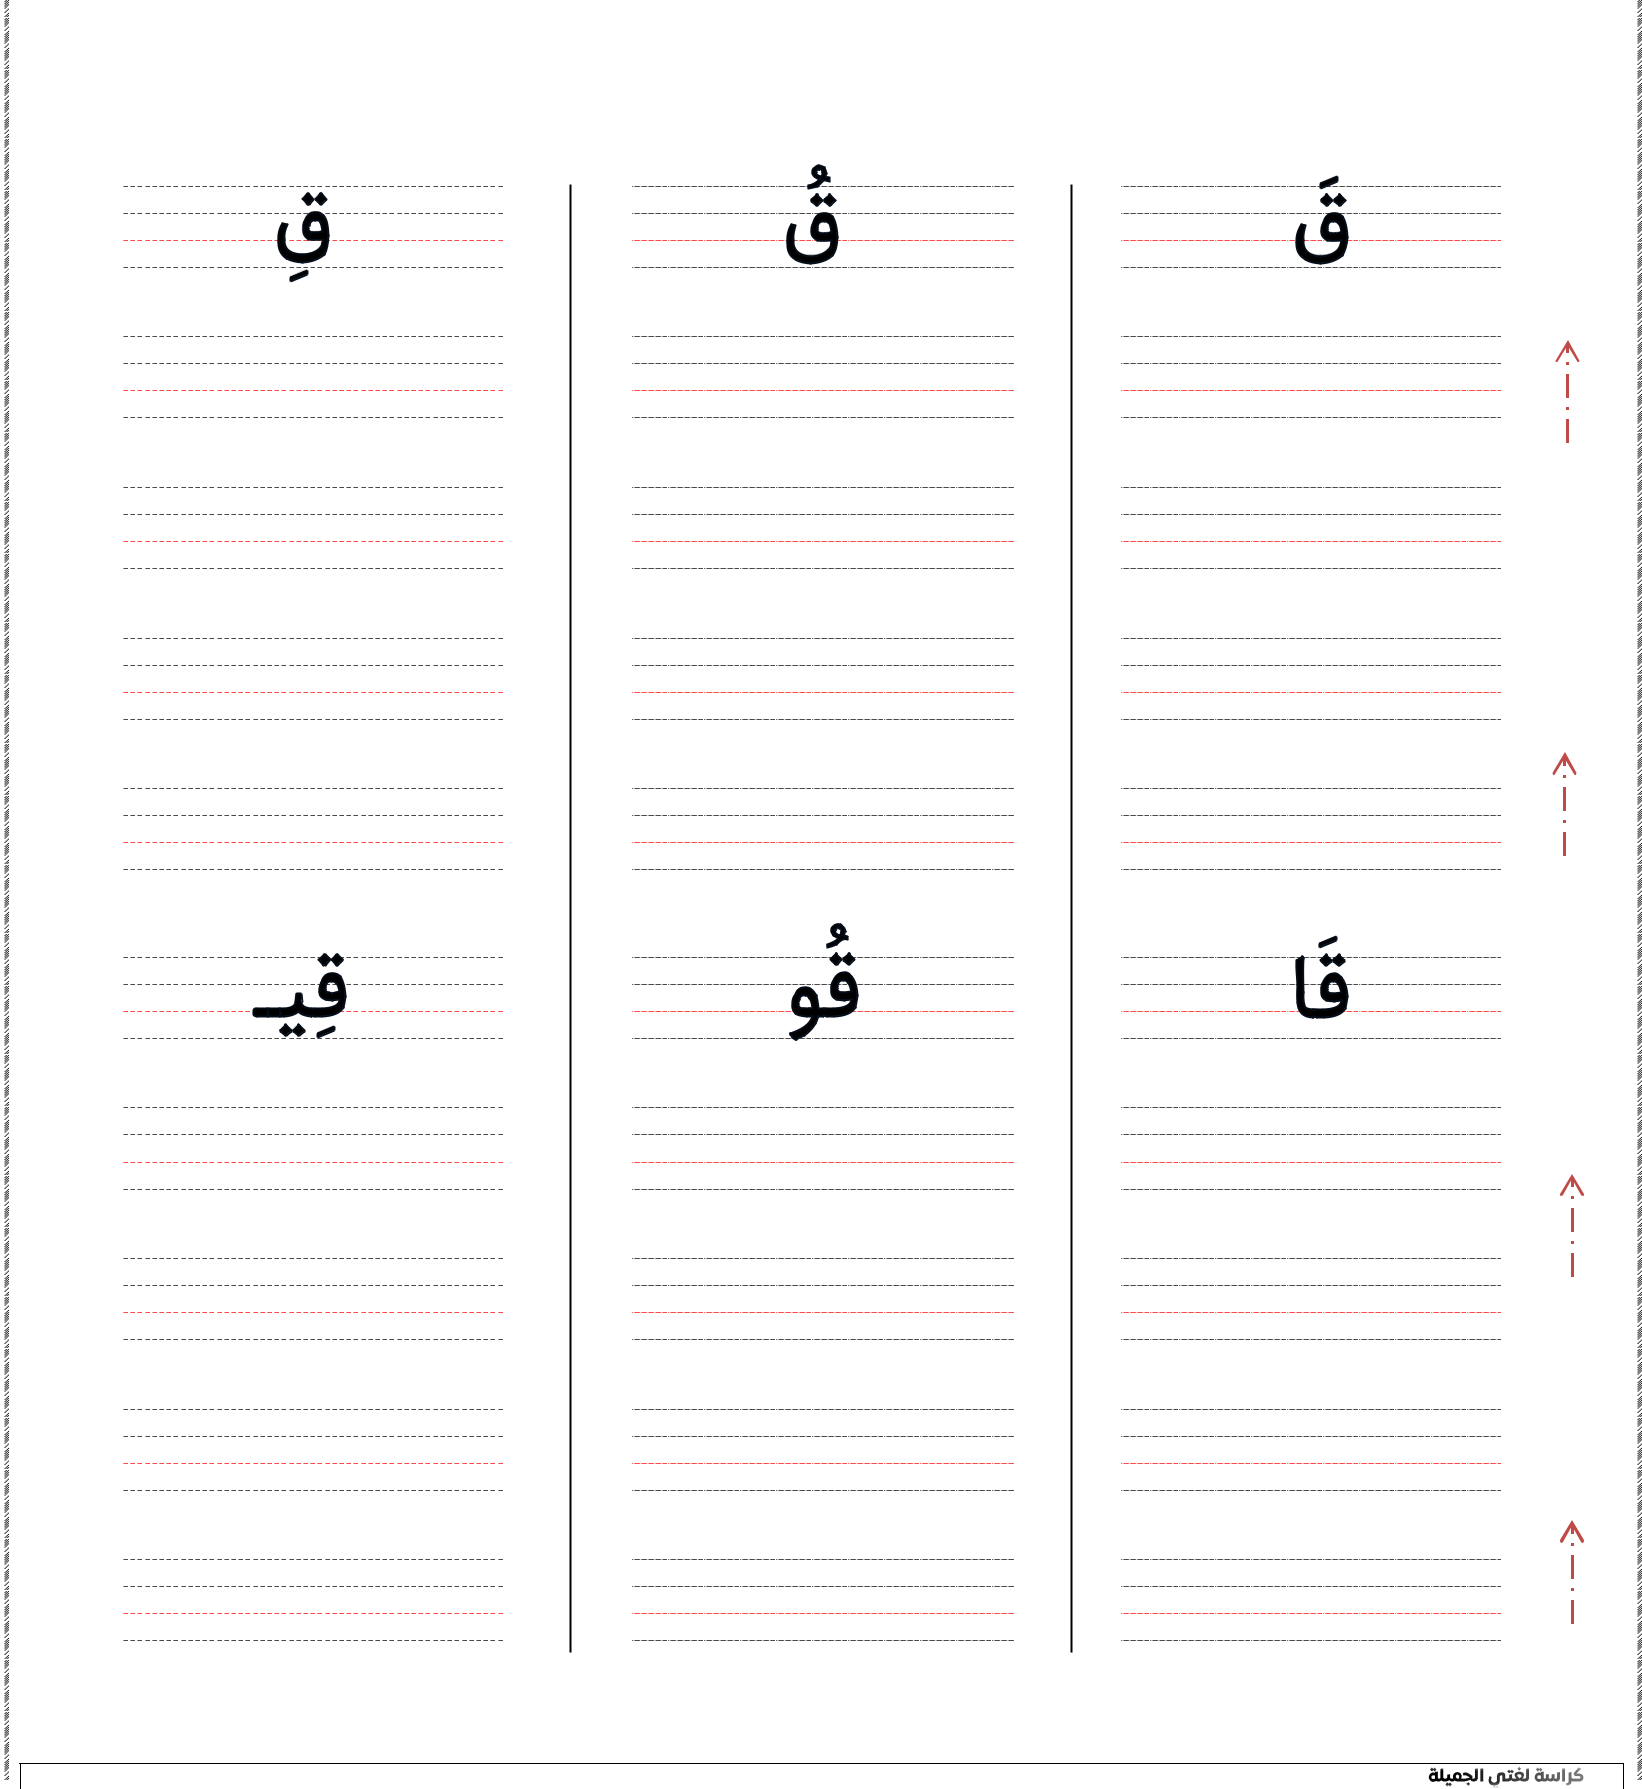 قَ قُ قِ
قَا قُو قِيـ
كراسة لغتي الجميلة